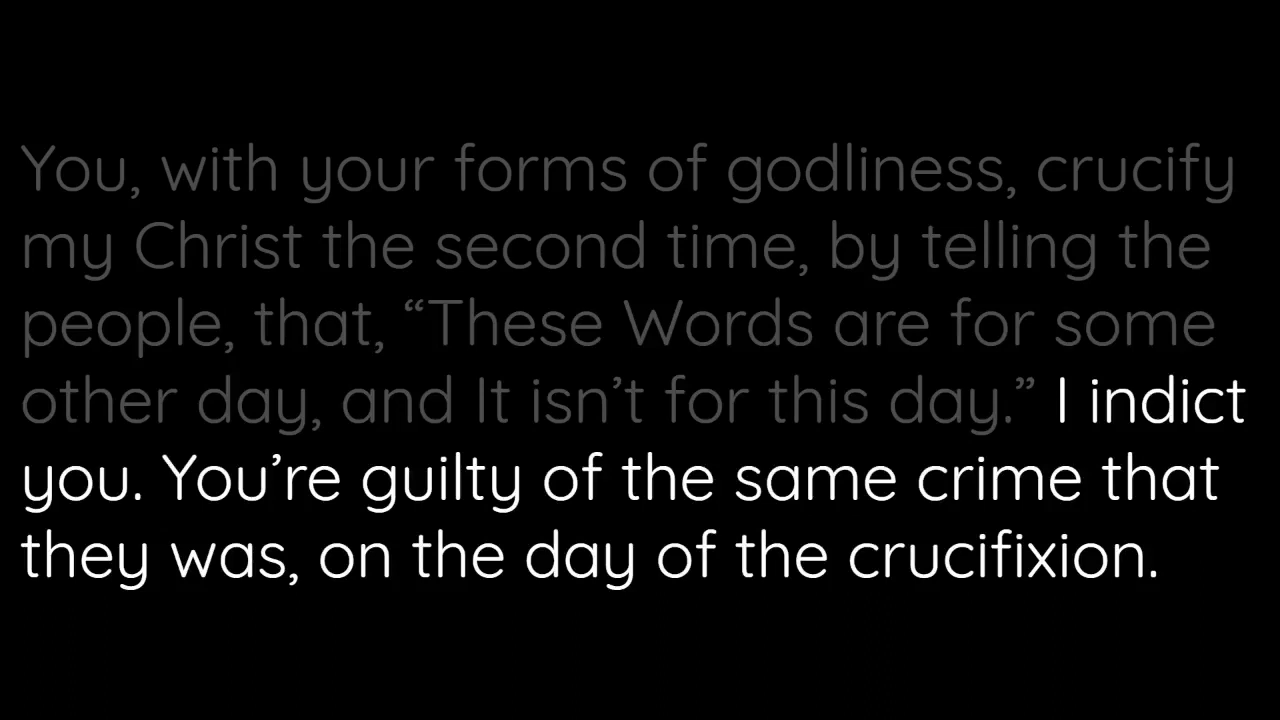 You, with your forms of godliness, crucify
my Christ the second time, by telling the
people, that, “These Words are for some
other day, and It isn’t for this day.” I indict
you. You’re guilty of the same crime that
they was, on the day of the crucifixion.